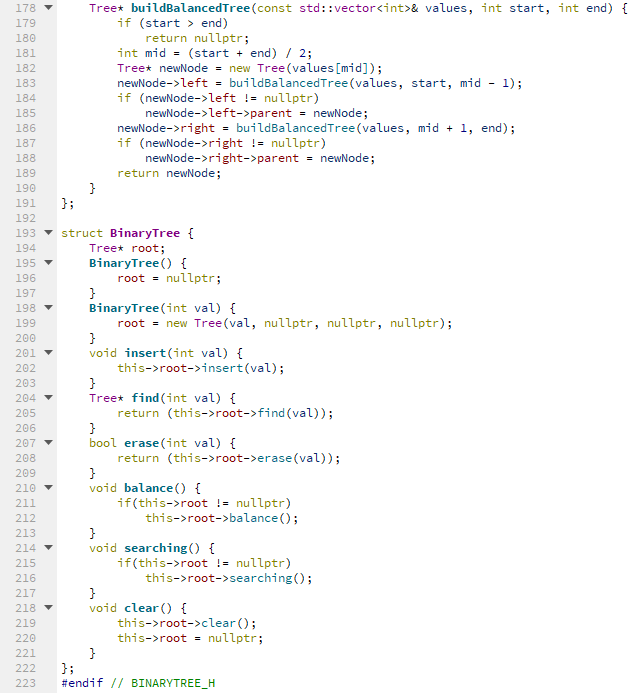 178 Tree* buildBalancedTree(const std::vector<int>& values, int start, int end) {
179 if (start > end)
180 return nullptr;
181 int mid = (start + end) / 2;
182 Tree* newNode = new Tree(values[mid]);
183 newNode->left = buildBalancedTree(values, start, mid - 1);
184 if (newNode->left != nullptr)
185 newNode->left->parent = newNode;
186 newNode->right = buildBalancedTree(values, mid + 1, end);
187 if (newNode->right != nullptr)
188 newNode->right->parent = newNode;
189 return newNode;
190 }
191 };
192
193 struct BinaryTree {
194 Tree* root;
195 BinaryTree() {
196 root = nullptr;
197 }
198 BinaryTree(int val) {
199 root = new Tree(val, nullptr, nullptr, nullptr);
200 }
201 void insert(int val) {
202 this->root->insert(val);
203 }
204 Tree* find(int val) {
205 return (this->root->find(val));
206 }
207 bool erase(int val) {
208 return (this->root->erase(val));
209 }
210 void balance() {
211 if(this->root != nullptr)
212 this->root->balance();
213 }
214 void searching() {
215 if(this->root != nullptr)
216 this->root->searching();
217 }
218 void clear() {
219 this->root->clear();
220 this->root = nullptr;
221 }
222 };
223 #endif // BINARYTREE_H